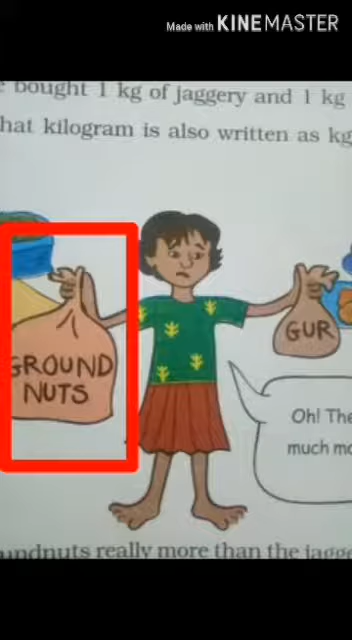 Made with KINEMASTER
bought 1 kg of jaggery and 1 kg
hat kilogram is also written as kg
GROUND
NUTS
GUR
Oh! The
much mo
undnuts really more than the jagge